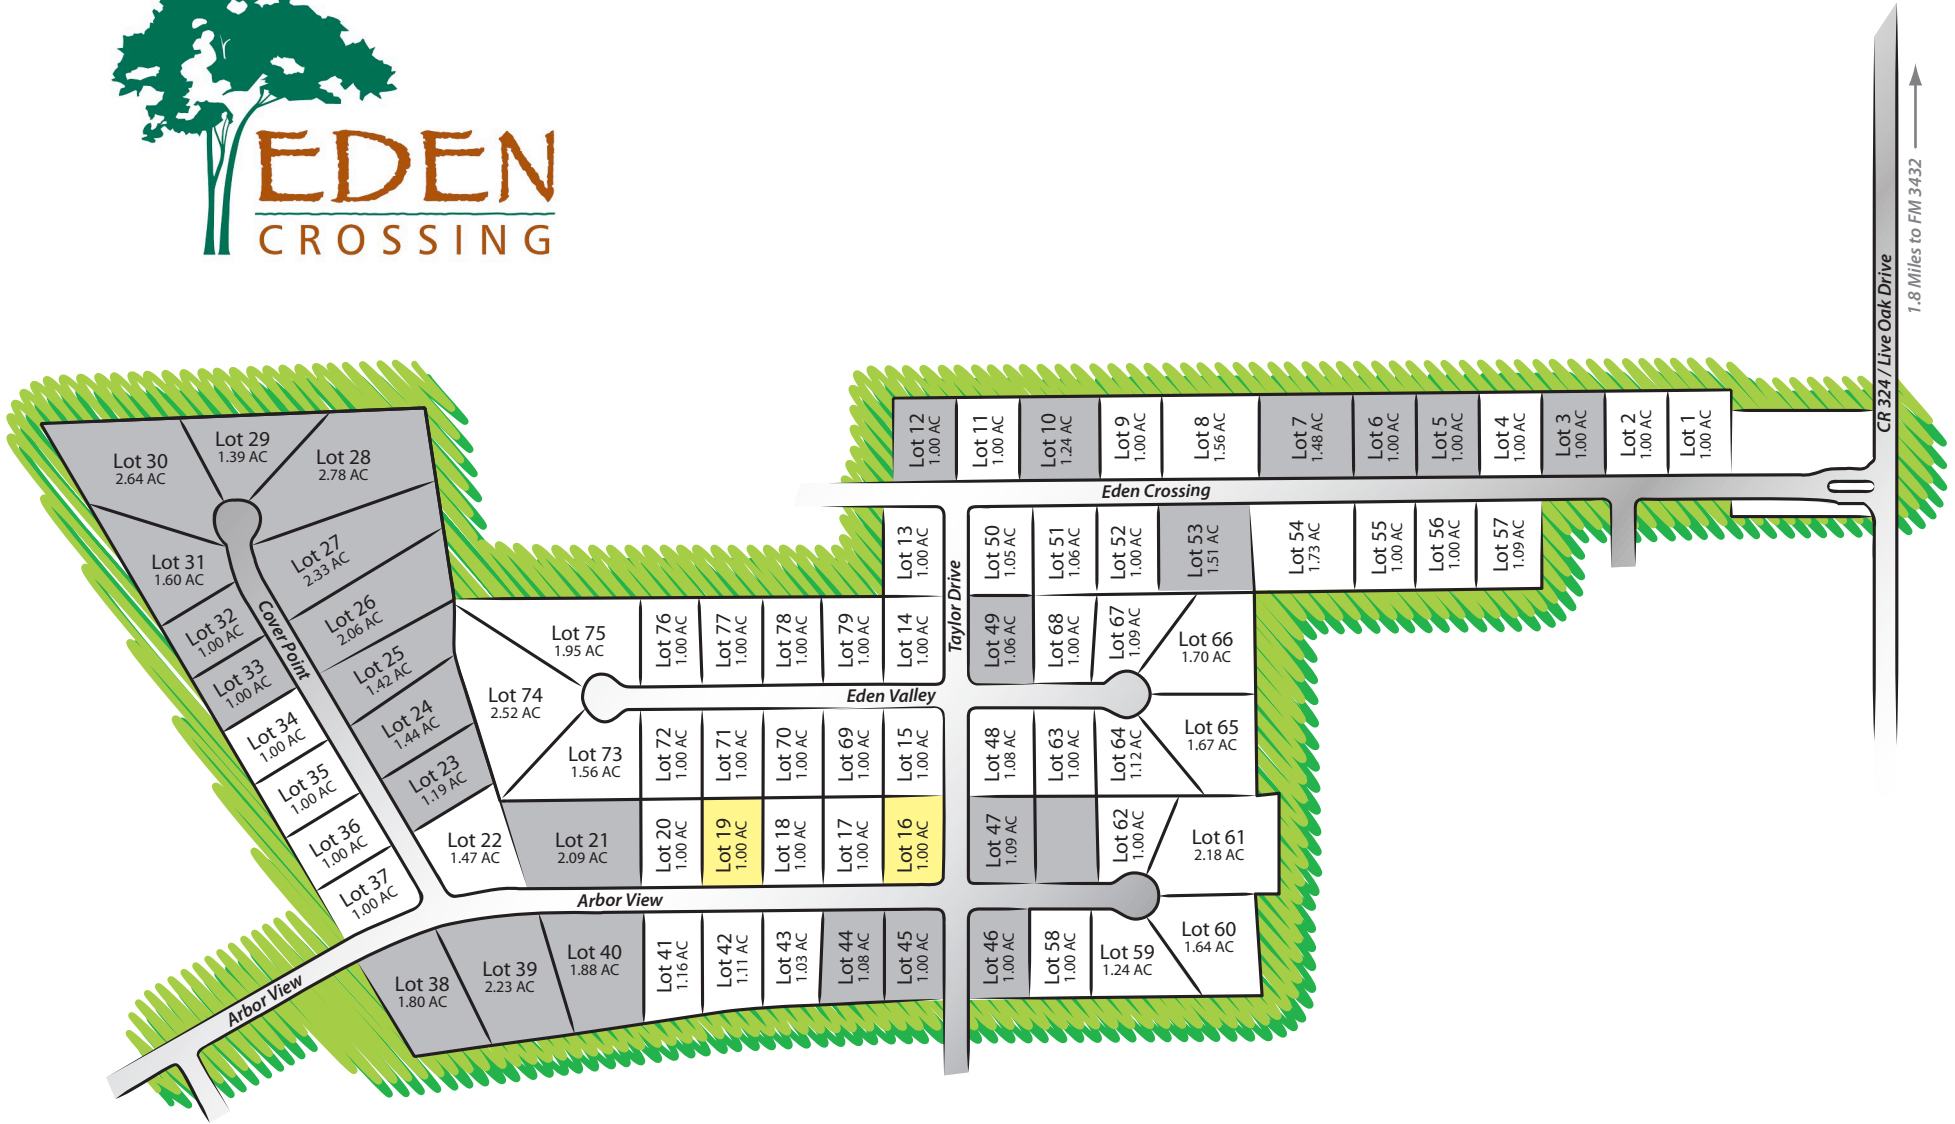 EDEN
CROSSING
1.8 Miles to FM 3432
CR 324 / Live Oak Drive
Lot 12
1.00 AC
Lot 11
1.00 AC
Lot 10
1.24 AC
Lot 9
1.00 AC
Lot 8
1.56 AC
Lot 7
1.48 AC
Lot 6
1.00 AC
Lot 5
1.00 AC
Lot 4
1.00 AC
Lot 3
1.00 AC
Lot 2
1.00 AC
Lot 1
1.00 AC
Eden Crossing
Lot 30
2.64 AC
Lot 29
1.39 AC
Lot 28
2.78 AC
Lot 31
1.60 AC
Lot 27
2.33 AC
Lot 32
1.00 AC
Lot 26
2.06 AC
Lot 33
1.00 AC
Lot 25
1.42 AC
Lot 34
1.00 AC
Lot 24
1.44 AC
Lot 35
1.00 AC
Lot 23
1.19 AC
Lot 36
1.00 AC
Lot 37
1.00 AC
Cover Point
Lot 13
1.00 AC
Taylor Drive
Lot 50
1.05 AC
Lot 51
1.06 AC
Lot 52
1.00 AC
Lot 53
1.51 AC
Lot 54
1.73 AC
Lot 55
1.00 AC
Lot 56
1.00 AC
Lot 57
1.09 AC
Lot 75
1.95 AC
Lot 76
1.00 AC
Lot 77
1.00 AC
Lot 78
1.00 AC
Lot 79
1.00 AC
Lot 14
1.00 AC
Lot 49
1.06 AC
Lot 68
1.00 AC
Lot 67
1.09 AC
Lot 66
1.70 AC
Lot 74
2.52 AC
Eden Valley
Lot 73
1.56 AC
Lot 72
1.00 AC
Lot 71
1.00 AC
Lot 70
1.00 AC
Lot 69
1.00 AC
Lot 15
1.00 AC
Lot 48
1.08 AC
Lot 63
1.00 AC
Lot 64
1.12 AC
Lot 65
1.67 AC
Lot 22
1.47 AC
Lot 21
2.09 AC
Lot 20
1.00 AC
Lot 19
1.00 AC
Lot 18
1.00 AC
Lot 17
1.00 AC
Lot 16
1.00 AC
Lot 47
1.09 AC
Lot 62
1.00 AC
Lot 61
2.18 AC
Arbor View
Lot 38
1.80 AC
Lot 39
2.23 AC
Lot 40
1.88 AC
Lot 41
1.16 AC
Lot 42
1.11 AC
Lot 43
1.03 AC
Lot 44
1.08 AC
Lot 45
1.00 AC
Lot 46
1.00 AC
Lot 58
1.00 AC
Lot 59
1.24 AC
Lot 60
1.64 AC
Arbor View